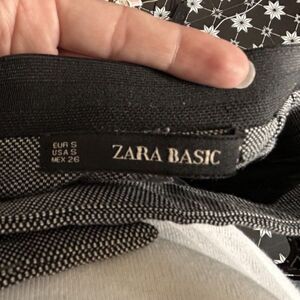 EUR S
USA S
MEX 26
ZARA BASIC